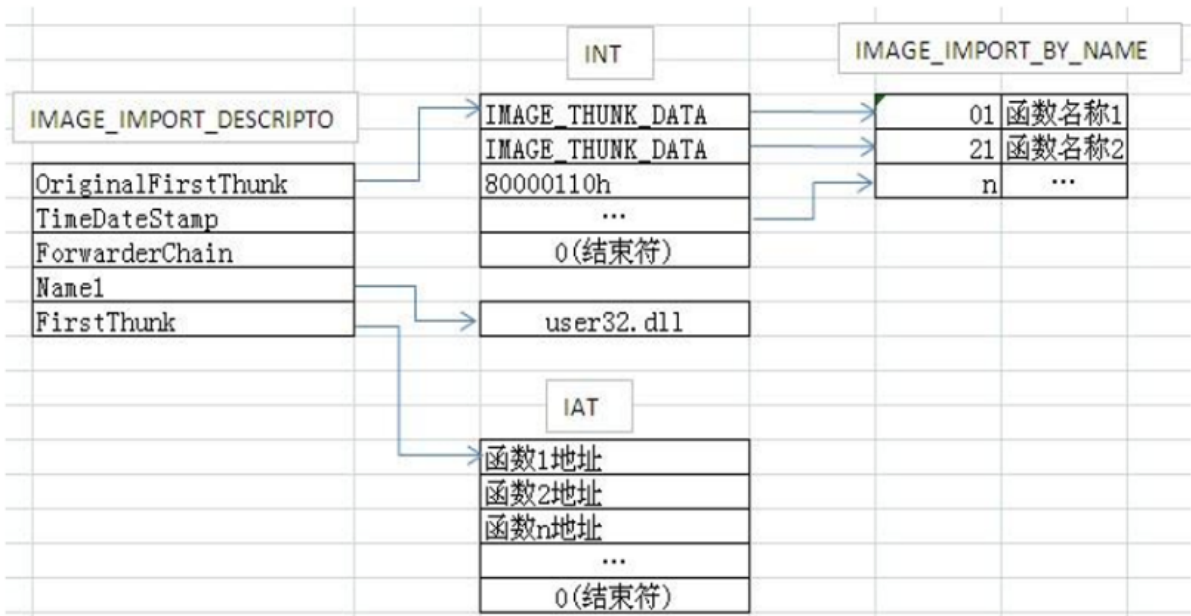 INT
IMAGE_IMPORT_BY_NAME
IMAGE_IMPORT_DESCRIPTO
OriginalFirstThunk
TimeDateStamp
ForwarderChain
Name1
FirstThunk
IMAGE_THUNK_DATA
IMAGE_THUNK_DATA
80000110h
…
0(结束符)
01 函数名称1
21 函数名称2
n …
user32.dll
IAT
函数1地址
函数2地址
函数n地址
…
0(结束符)